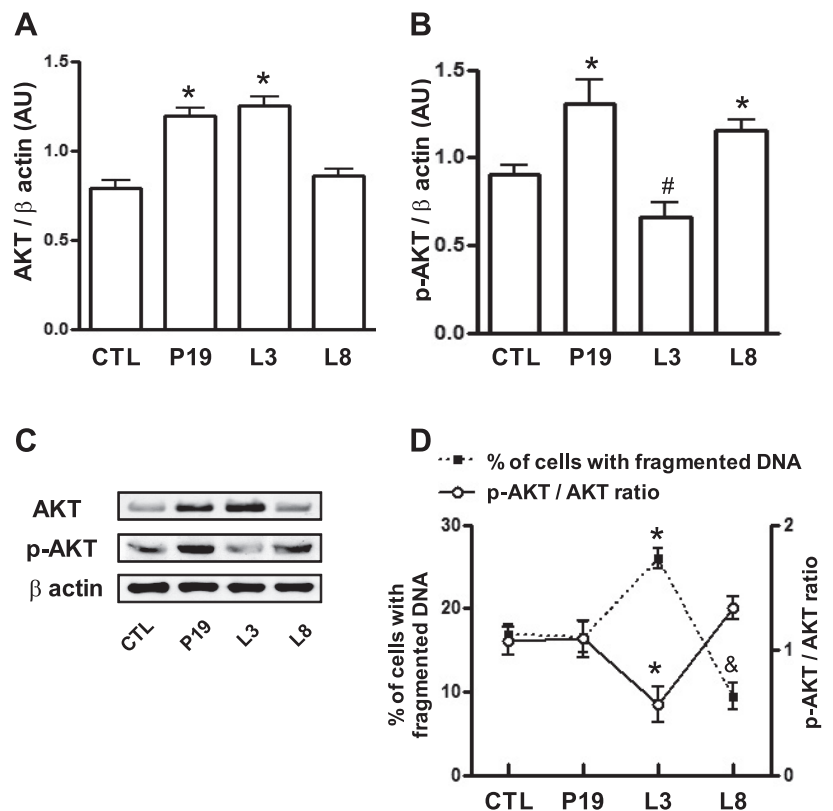 A
AKT / β actin (AU)
1.5
1.0
0.5
0.0
*
*
CTL P19 L3 L8
B
p-AKT / β actin (AU)
1.5
1.0
0.5
0.0
*
#
*
CTL P19 L3 L8
C
AKT
p-AKT
β actin
CTL P19 L3 L8
D
% of cells with fragmented DNA
p-AKT / AKT ratio
% of cells with
fragmented DNA
30
20
10
0
*
*
&
2
1
0
p-AKT / AKT ratio
CTL P19 L3 L8